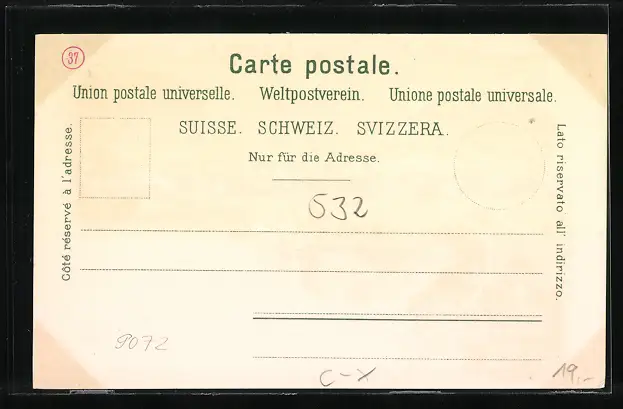 37
Carte postale.
Union postale universelle. Weltpostverein. Unione postale universale.
SUISSE. SCHWEIZ. SVIZZERA.
Nur für die Adresse.
Côté réservé à l'adresse.
Lato riservato all' indirizzo.
632
9072
C-X
19,-